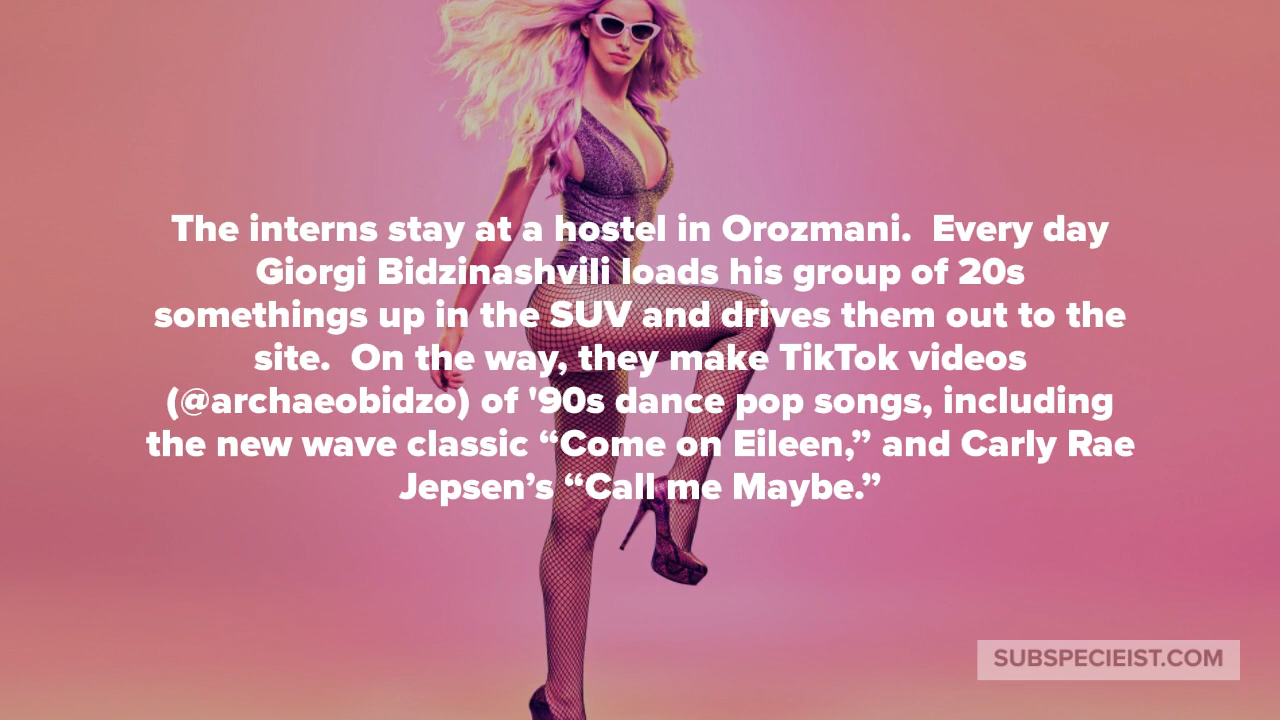 The interns stay at a hostel in Orozmani.  Every day
Giorgi Bidzinashvili loads his group of 20s
somethings up in the SUV and drives them out to the
site.  On the way, they make TikTok videos
(@archaeobidzo) of '90s dance pop songs, including
the new wave classic “Come on Eileen,” and Carly Rae
Jepsen’s “Call me Maybe.”
SUBSPECIEIST.COM